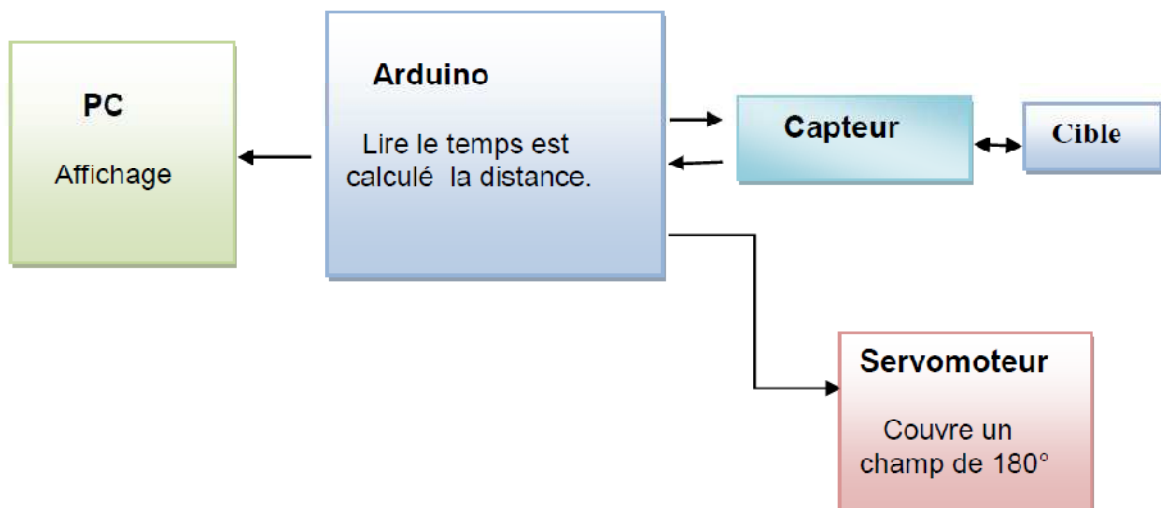 PC
Affichage
Arduino
Lire le temps est
calculé la distance.
Capteur
Cible
Servomoteur
Couvre un
champ de 180°